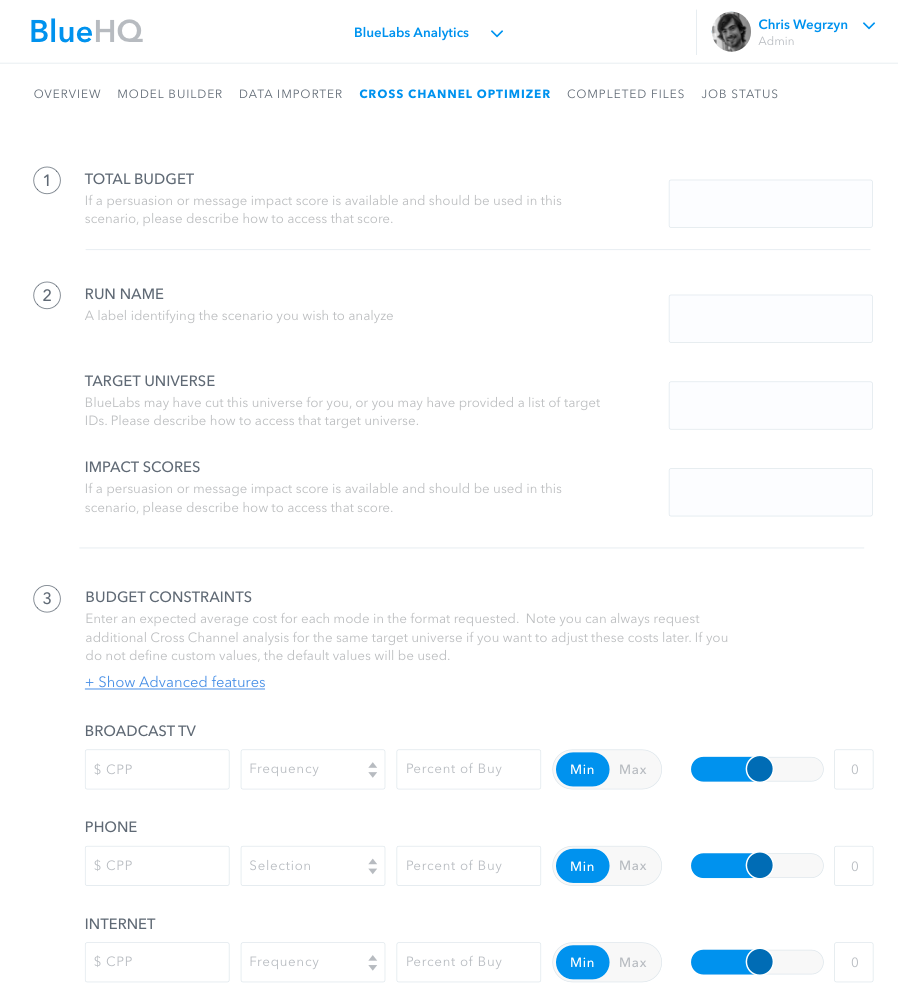 BlueHQ
BlueLabs Analytics
Chris Wegrzyn
Admin
OVERVIEW MODEL BUILDER DATA IMPORTER CROSS CHANNEL OPTIMIZER COMPLETED FILES JOB STATUS
1 TOTAL BUDGET
If a persuasion or message impact score is available and should be used in this
scenario, please describe how to access that score.
2 RUN NAME
A label identifying the scenario you wish to analyze
TARGET UNIVERSE
BlueLabs may have cut this universe for you, or you may have provided a list of target
IDs. Please describe how to access that target universe.
IMPACT SCORES
If a persuasion or message impact score is available and should be used in this
scenario, please describe how to access that score.
3 BUDGET CONSTRAINTS
Enter an expected average cost for each mode in the format requested.  Note you can always request
additional Cross Channel analysis for the same target universe if you want to adjust these costs later. If you
do not define custom values, the default values will be used.
+ Show Advanced features
BROADCAST TV
$ CPP Frequency Percent of Buy Min Max 0
PHONE
$ CPP Selection Percent of Buy Min Max 0
INTERNET
$ CPP Frequency Percent of Buy Min Max 0